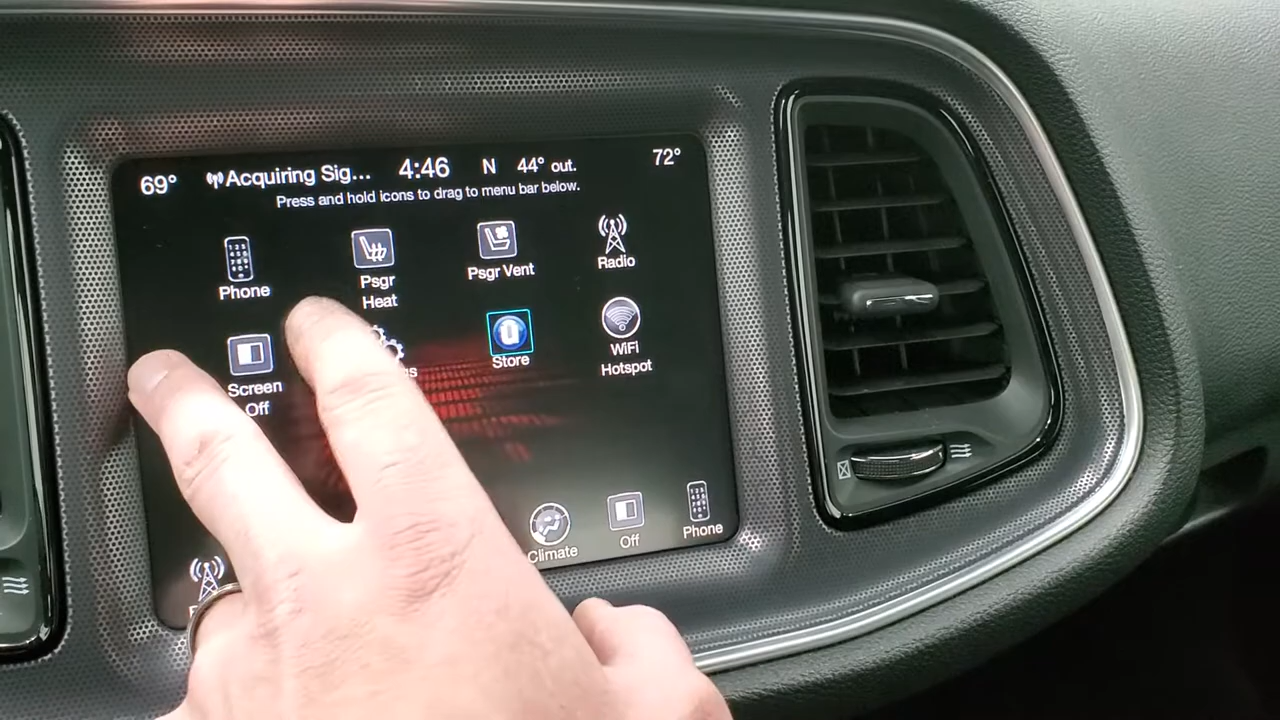 69° Acquiring Sig... 4:46 N 44° out. 72°
Press and hold icons to drag to menu bar below.
Phone
Psgr
Heat
Psgr Vent
Radio
Screen
Off
Store
WiFi
Hotspot
Climate
Off
Phone